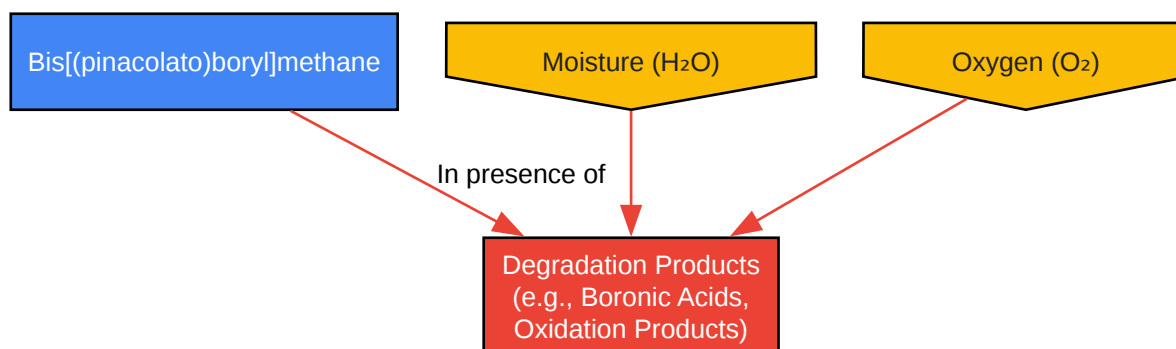 Bis[(pinacolato)boryl]methane
Moisture (H₂O)
Oxygen (O₂)
In presence of
Degradation Products
(e.g., Boronic Acids,
Oxidation Products)